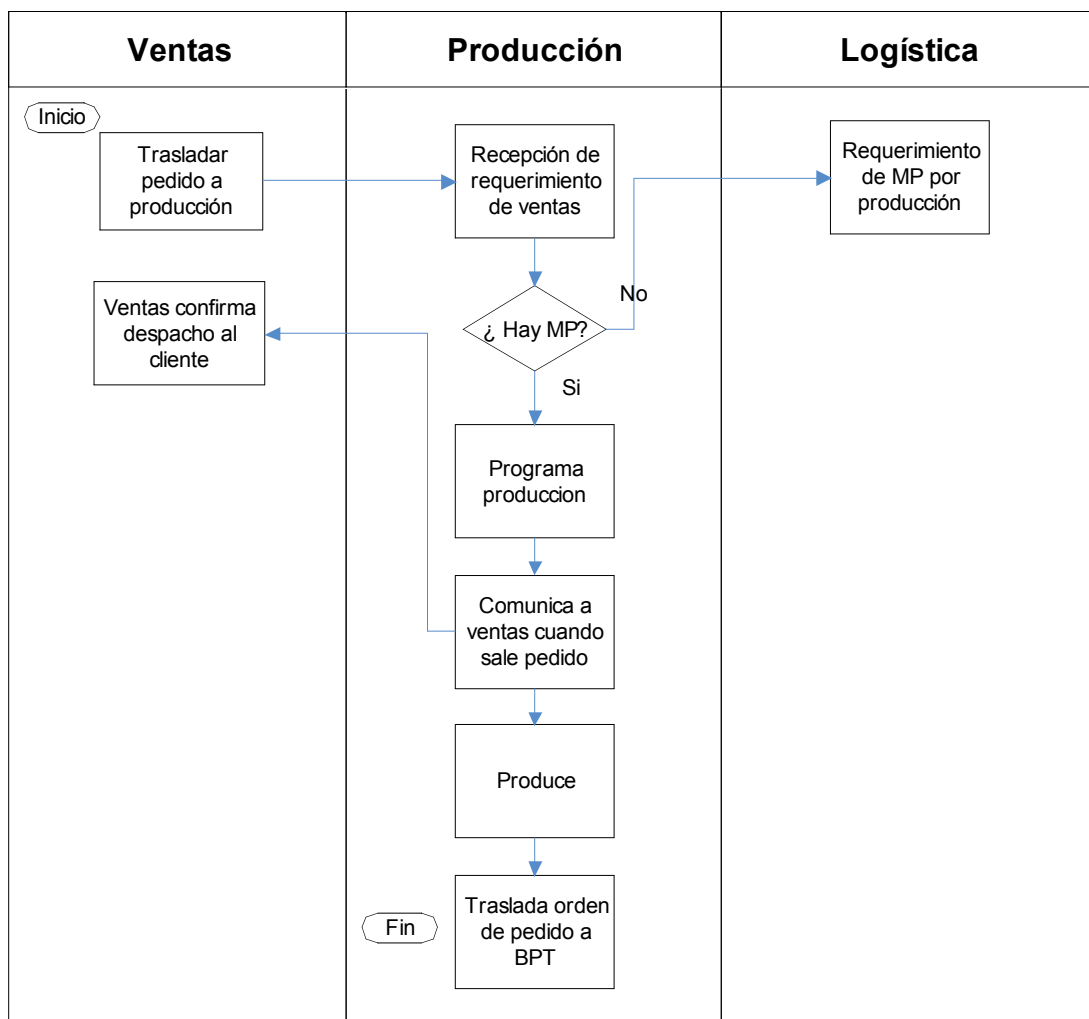 Ventas
Producción
Logística
Inicio
Trasladar
pedido a
producción
Recepción de
requerimiento
de ventas
Requerimiento
de MP por
producción
No
Ventas confirma
despacho al
cliente
¿ Hay MP?
Si
Programa
produccion
Comunica a
ventas cuando
sale pedido
Produce
Traslada orden
de pedido a
BPT
Fin